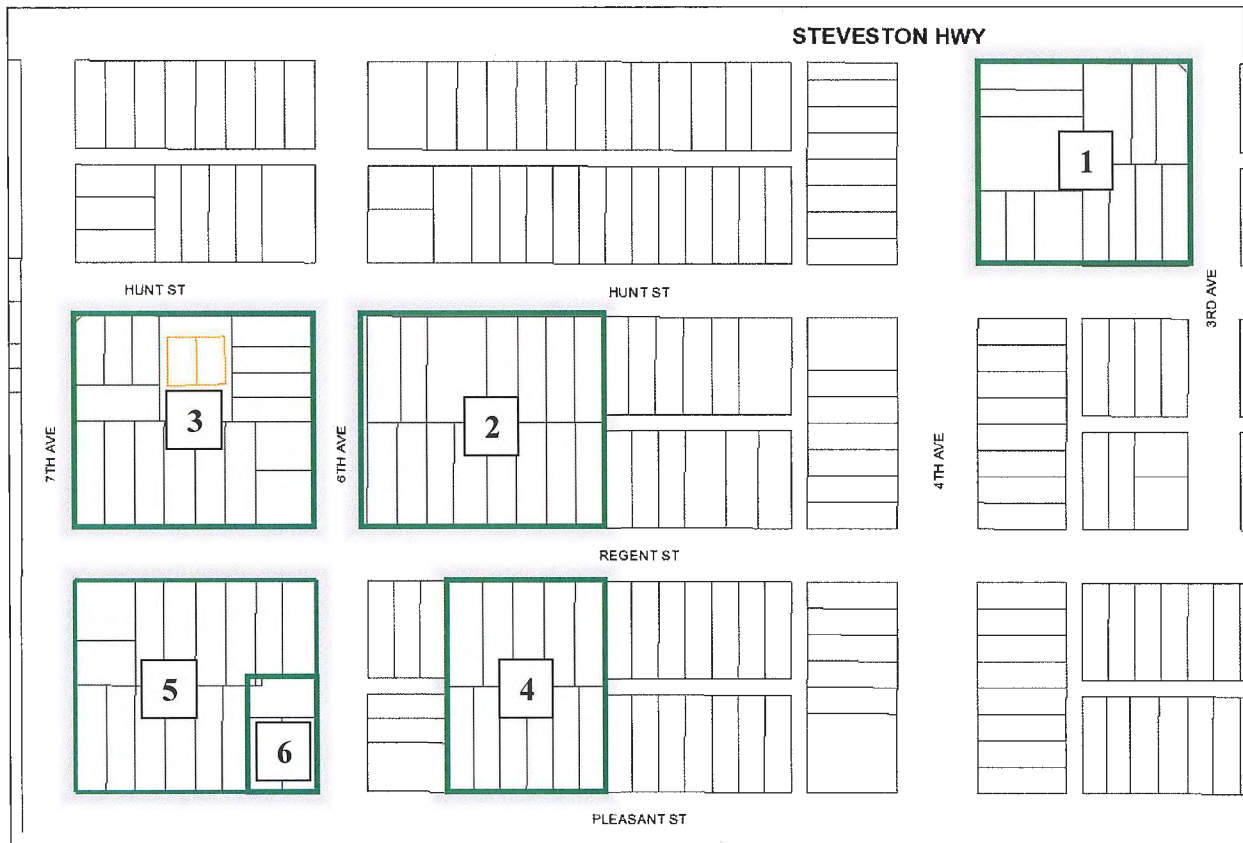 STEVESTON HWY
1
HUNT ST
HUNT ST
3RD AVE
3
2
7TH AVE
6TH AVE
4TH AVE
REGENT ST
5
4
6
PLEASANT ST